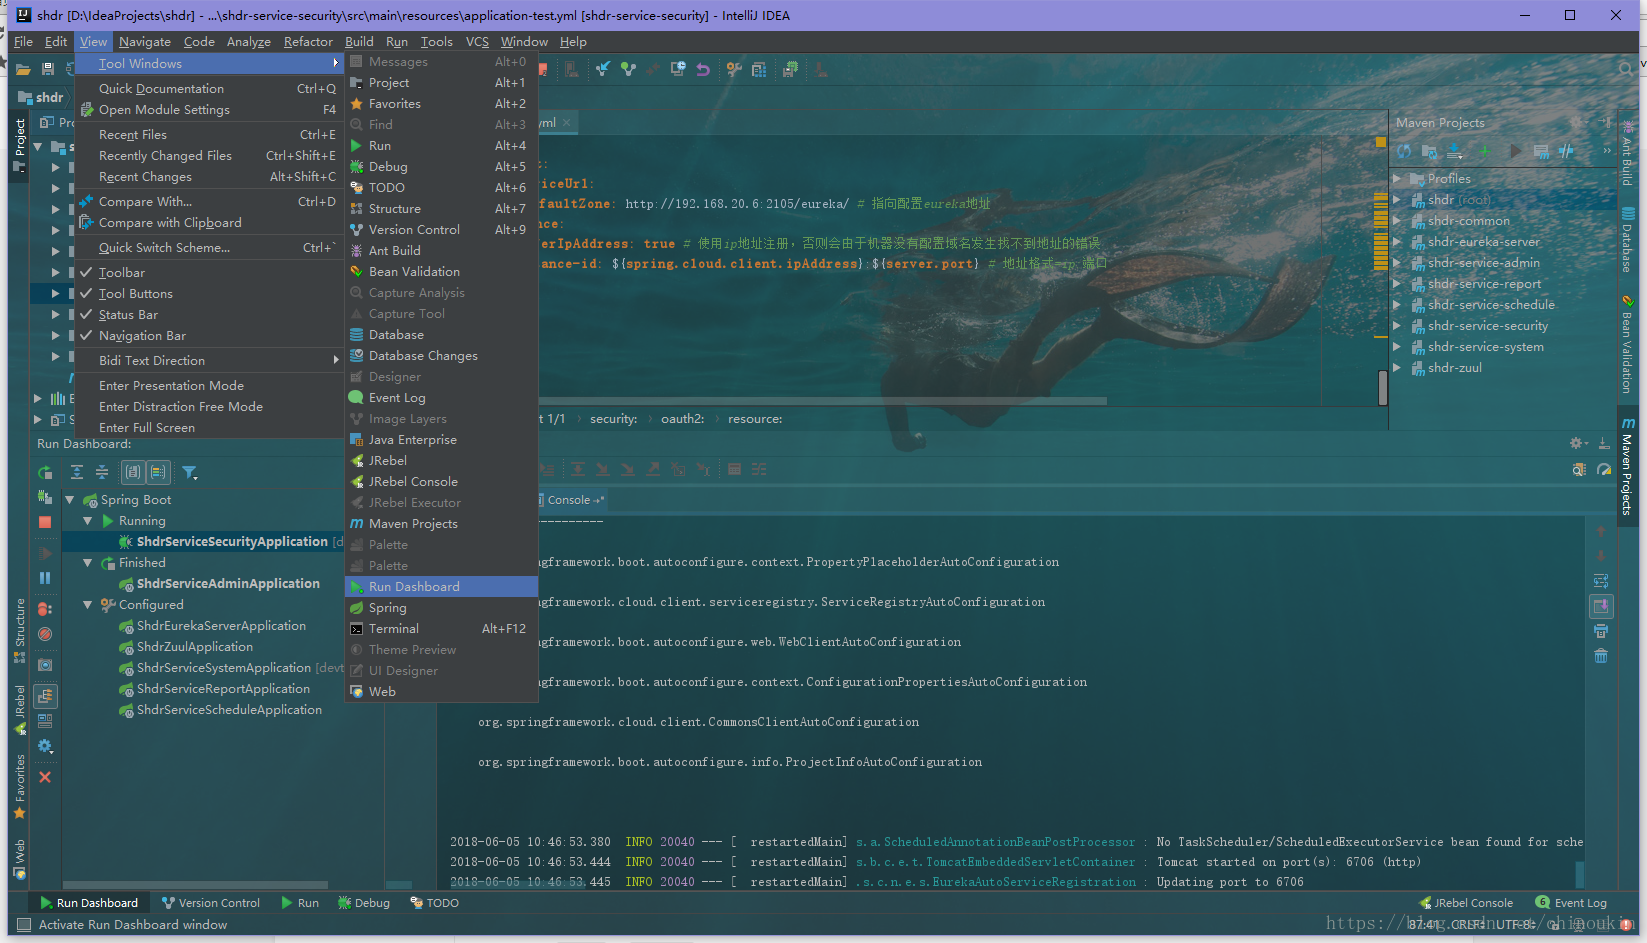 shdr [D:\IdeaProjects\shdr] - ...\shdr-service-security\src\main\resources\application-test.yml [shdr-service-security] - IntelliJ IDEA
File Edit View Navigate Code Analyze Refactor Build Run Tools VCS Window Help
shdr
Tool Windows
Quick Documentation Ctrl+Q
Open Module Settings F4
Recent Files Ctrl+E
Recently Changed Files Ctrl+Shift+E
Recent Changes Alt+Shift+C
Compare With... Ctrl+D
Compare with Clipboard
Quick Switch Scheme... Ctrl+`
Toolbar
Tool Buttons
Status Bar
Navigation Bar
Bidi Text Direction
Enter Presentation Mode
Enter Distraction Free Mode
Enter Full Screen
Messages Alt+0
Project Alt+1
Favorites Alt+2
Find Alt+3
Run Alt+4
Debug Alt+5
TODO Alt+6
Structure Alt+7
Version Control Alt+9
Ant Build
Bean Validation
Capture Analysis
Capture Tool
Database
Database Changes
Designer
Event Log
Image Layers
Java Enterprise
JRebel
JRebel Console
JRebel Executor
Maven Projects
Palette
Palette
Run Dashboard
Spring
Terminal Alt+F12
Theme Preview
UI Designer
Web
yml
iceUrl:
faultZone: http://192.168.20.6:2105/eureka/ # 指向配置eureka地址
nce:
erIpAddress: true # 使用ip地址注册，否则会由于机器没有配置域名发生找不到地址的错误
ance-id: ${spring.cloud.client.ipAddress}:${server.port} # 地址格式=ip:端口
t 1/1 security: oauth2: resource:
Maven Projects
Profiles
shdr (root)
shdr-common
shdr-eureka-server
shdr-service-admin
shdr-service-report
shdr-service-schedule
shdr-service-security
shdr-service-system
shdr-zuul
Project
Structure
JRebel
Favorites
Web
Ant Build
Database
Bean Validation
Maven Projects
Run Dashboard:
Spring Boot
Running
ShdrServiceSecurityApplication [d
Finished
ShdrServiceAdminApplication
Configured
ShdrEurekaServerApplication
ShdrZuulApplication
ShdrServiceSystemApplication [devt
ShdrServiceReportApplication
ShdrServiceScheduleApplication
Console
---------
ngframework.boot.autoconfigure.context.PropertyPlaceholderAutoConfiguration
ngframework.cloud.client.serviceregistry.ServiceRegistryAutoConfiguration
ngframework.boot.autoconfigure.web.WebClientAutoConfiguration
ngframework.boot.autoconfigure.context.ConfigurationPropertiesAutoConfiguration
org.springframework.cloud.client.CommonsClientAutoConfiguration
org.springframework.boot.autoconfigure.info.ProjectInfoAutoConfiguration
2018-06-05 10:46:53.380 INFO 20040 --- [ restartedMain] s.a.ScheduledAnnotationBeanPostProcessor : No TaskScheduler/ScheduledExecutorService bean found for sche
2018-06-05 10:46:53.444 INFO 20040 --- [ restartedMain] s.b.c.e.t.TomcatEmbeddedServletContainer : Tomcat started on port(s): 6706 (http)
2018-06-05 10:46:53.445 INFO 20040 --- [ restartedMain] .s.c.n.e.s.EurekaAutoServiceRegistration : Updating port to 6706
Run Dashboard Version Control Run Debug TODO JRebel Console 6 Event Log
Activate Run Dashboard window 87:41 CRLF: UTF-8: